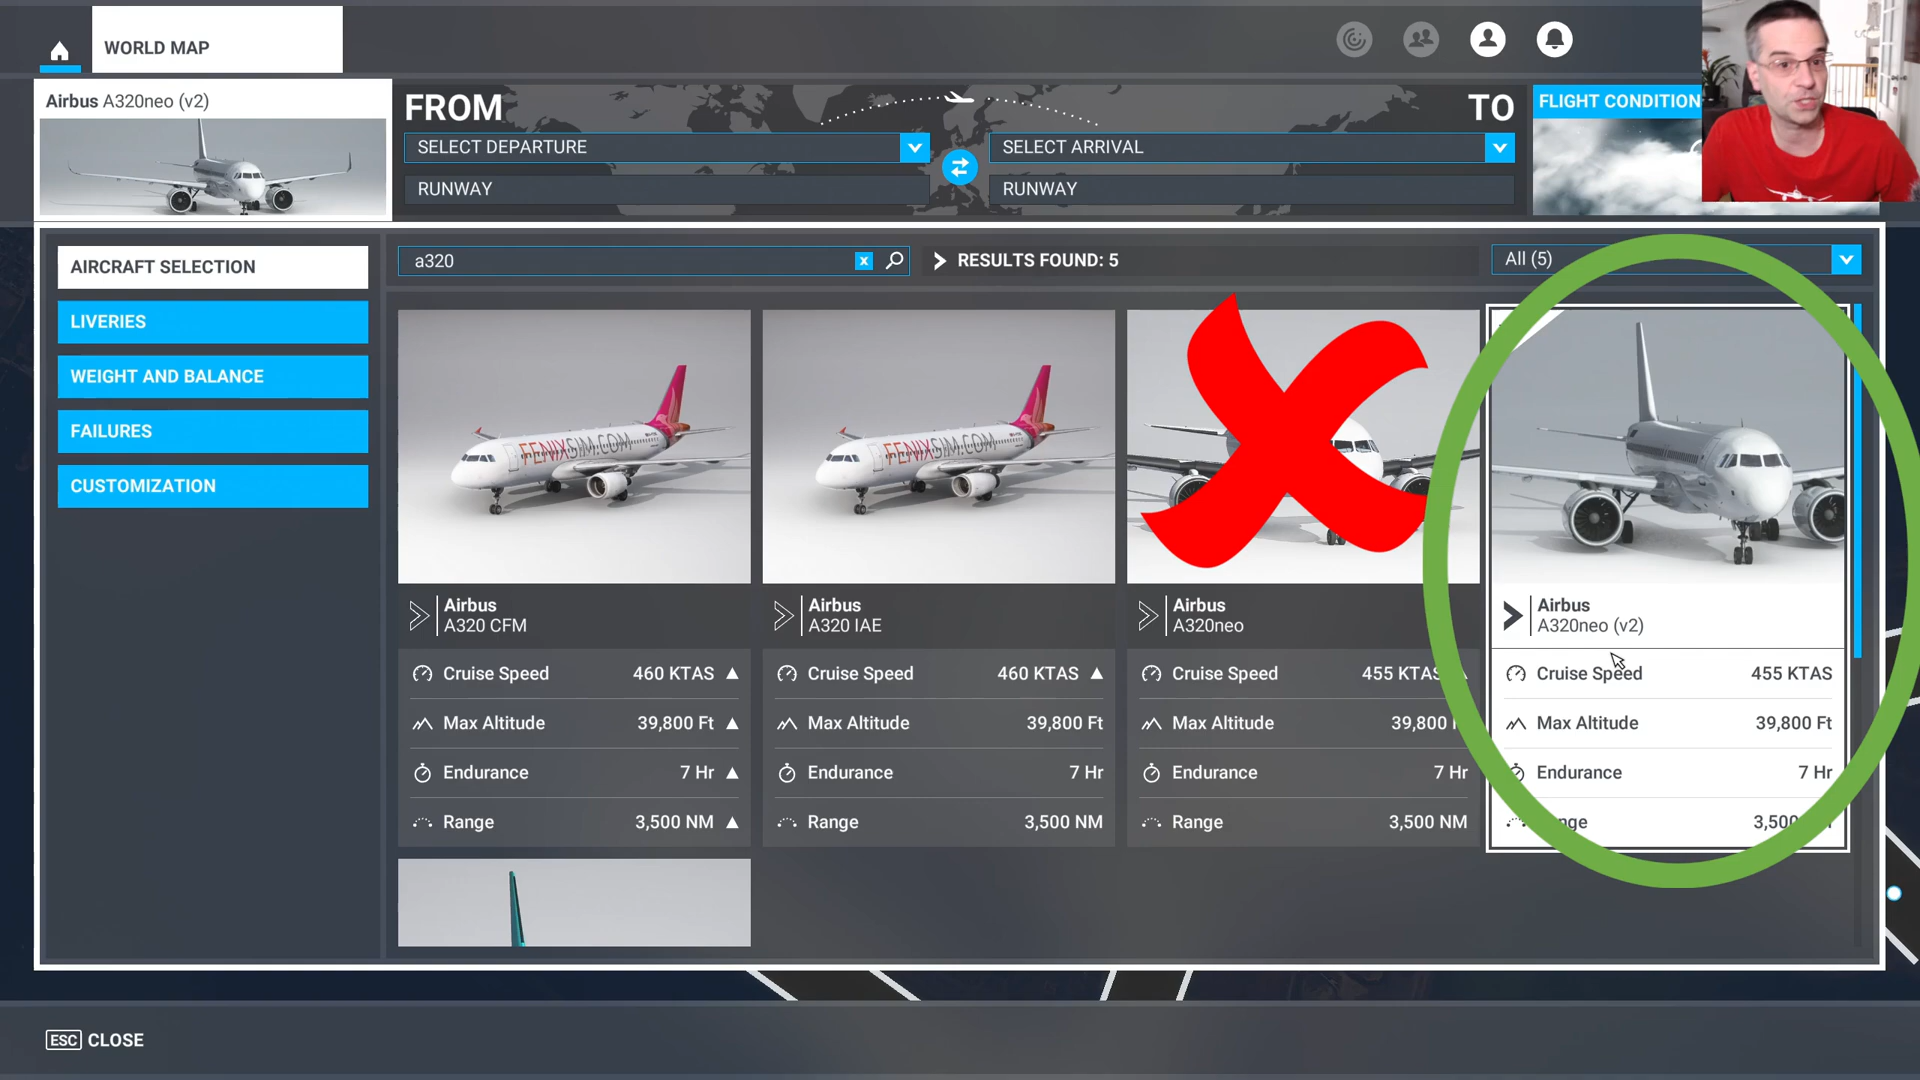 WORLD MAP
Airbus A320neo (v2)
FROM
TO
SELECT DEPARTURE
SELECT ARRIVAL
RUNWAY
RUNWAY
FLIGHT CONDITION
AIRCRAFT SELECTION
LIVERIES
WEIGHT AND BALANCE
FAILURES
CUSTOMIZATION
a320
x
RESULTS FOUND: 5
All (5)
FENIXSIM.COM
Airbus
A320 CFM
Cruise Speed 460 KTAS
Max Altitude 39,800 Ft
Endurance 7 Hr
Range 3,500 NM
FENIXSIM.COM
Airbus
A320 IAE
Cruise Speed 460 KTAS
Max Altitude 39,800 Ft
Endurance 7 Hr
Range 3,500 NM
Airbus
A320neo
Cruise Speed 455 KTAS
Max Altitude 39,800
Endurance 7 Hr
Range 3,500 NM
Airbus
A320neo (v2)
Cruise Speed 455 KTAS
Max Altitude 39,800 Ft
Endurance 7 Hr
ESC CLOSE